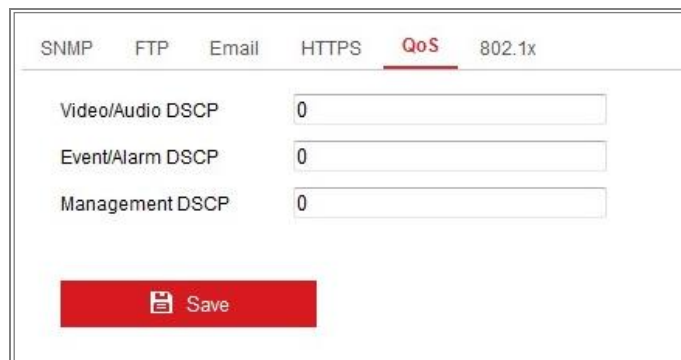 SNMP FTP Email HTTPS QoS 802.1x
Video/Audio DSCP 0
Event/Alarm DSCP 0
Management DSCP 0
Save